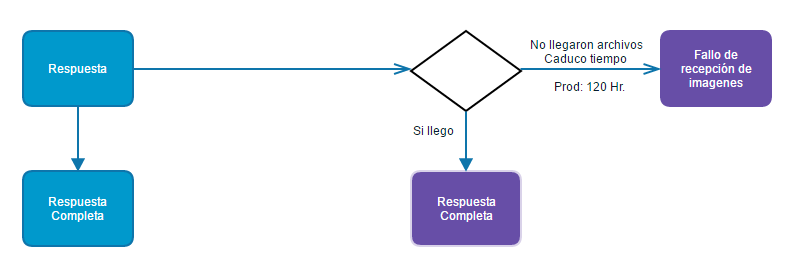 Respuesta
No llegaron archivos
Caduco tiempo
Prod: 120 Hr.
Fallo de
recepción de
imagenes
Si llego
Respuesta
Completa
Respuesta
Completa